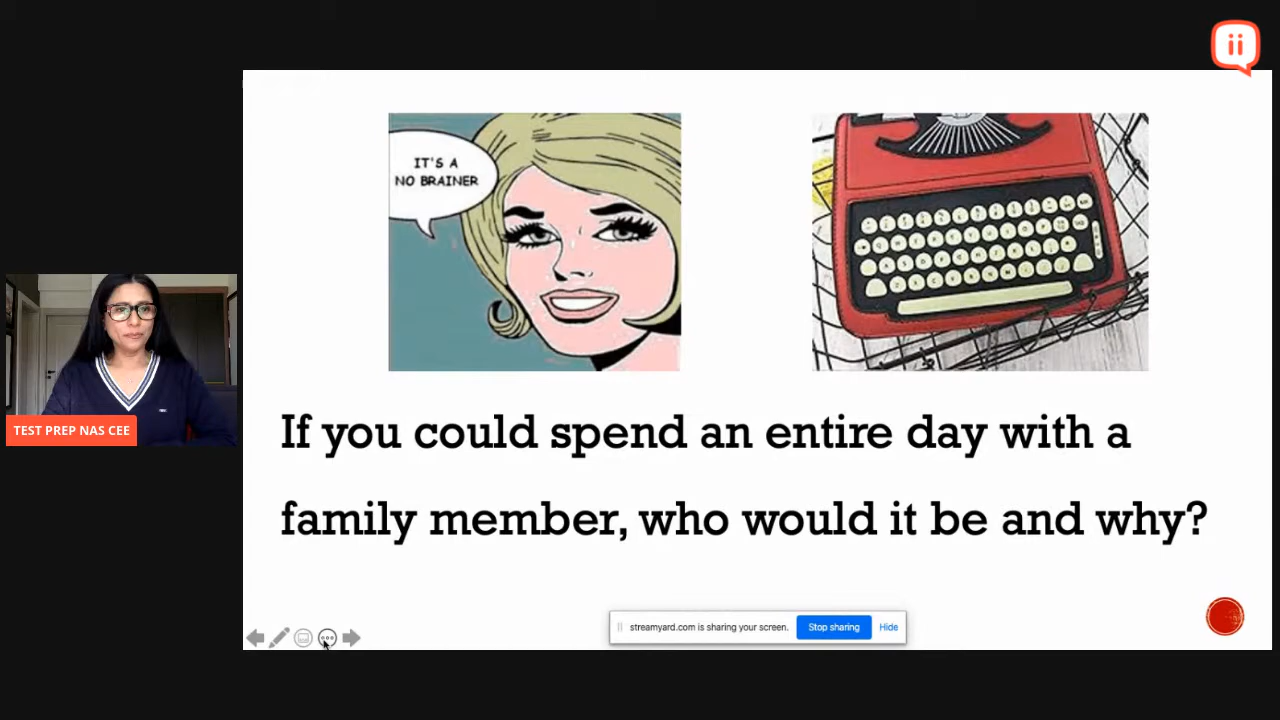 ii
IT'S A
NO BRAINER
TEST PREP NAS CEE
If you could spend an entire day with a
family member, who would it be and why?
streamyard.com is sharing your screen.
Stop sharing
Hide